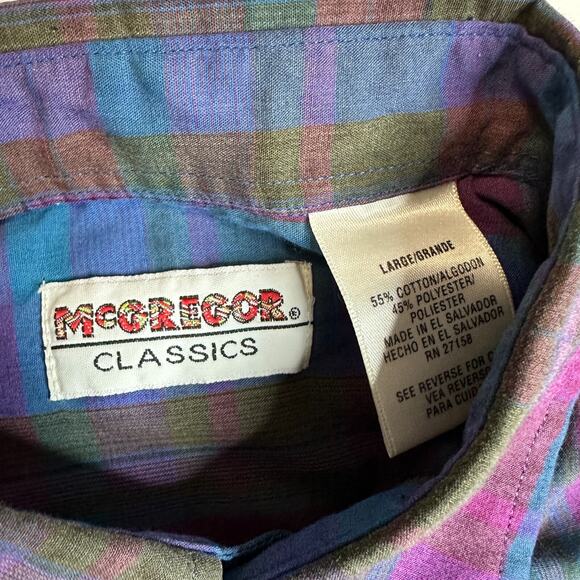 McGREGOR®
CLASSICS
LARGE/GRANDE
55% COTTON/ALGODON
45% POLYESTER/
POLIESTER
MADE IN EL SALVADOR
HECHO EN EL SALVADOR
RN 27158
SEE REVERSE FOR
VEA REVERSO
PARA